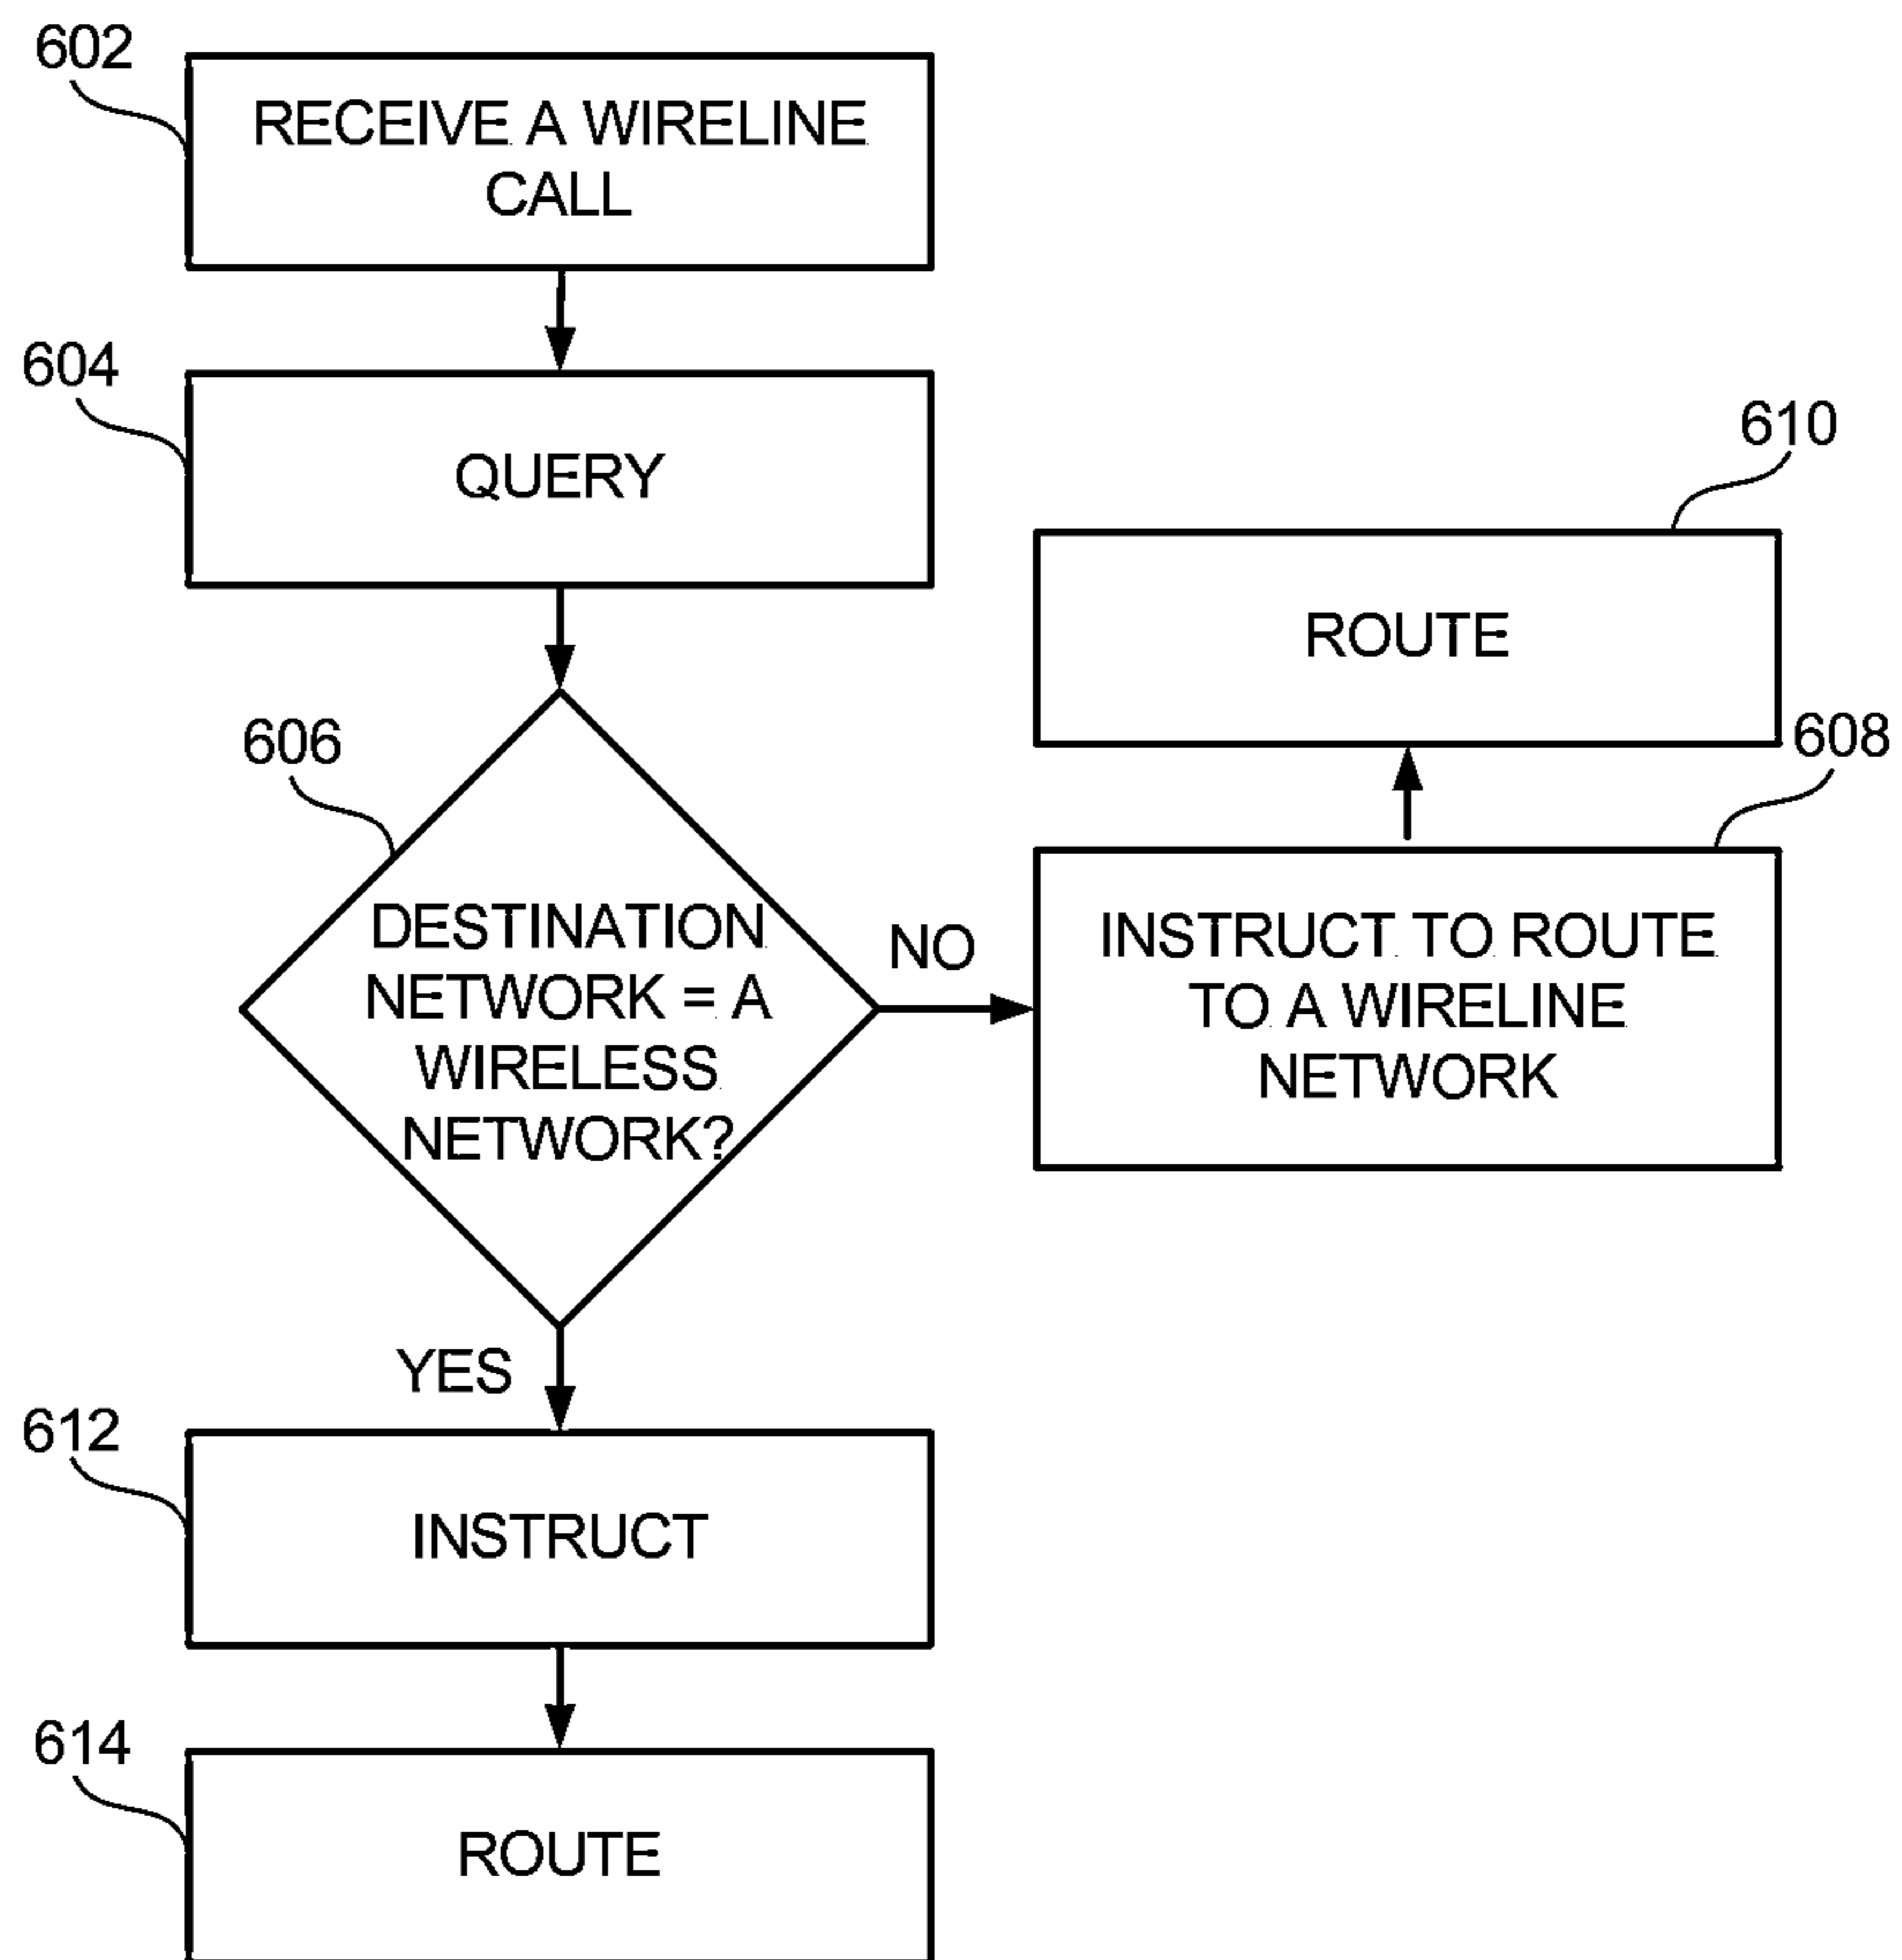 602
RECEIVE A WIRELINE
CALL
604
QUERY
610
ROUTE
606
608
DESTINATION
NETWORK = A
WIRELESS
NETWORK?
NO
INSTRUCT TO ROUTE
TO A WIRELINE
NETWORK
YES
612
INSTRUCT
614
ROUTE